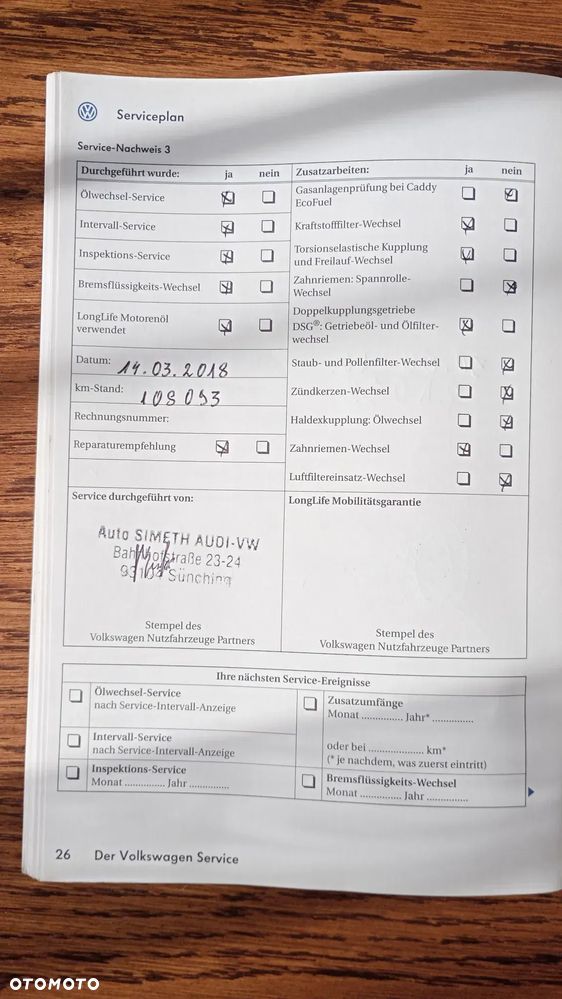 Serviceplan
Service-Nachweis 3
Durchgeführt wurde: ja nein
Ölwechsel-Service
Intervall-Service
Inspektions-Service
Bremsflüssigkeits-Wechsel
LongLife Motorenöl
verwendet
Datum: 14.03.2018
km-Stand: 108 093
Rechnungsnummer:
Reparaturempfehlung
Zusatzarbeiten: ja nein
Gasanlagenprüfung bei Caddy
EcoFuel
Kraftstofffilter-Wechsel
Torsionselastische Kupplung
und Freilauf-Wechsel
Zahnriemen: Spannrolle-
Wechsel
Doppelkupplungsgetriebe
DSG®: Getriebeöl- und Ölfilter-
wechsel
Staub- und Pollenfilter-Wechsel
Zündkerzen-Wechsel
Haldexkupplung: Ölwechsel
Zahnriemen-Wechsel
Luftfiltereinsatz-Wechsel
Service durchgeführt von:
Auto SIMETH AUDI-VW
Bahnhofstraße 23-24
93104 Sünching
Stempel des
Volkswagen Nutzfahrzeuge Partners
LongLife Mobilitätsgarantie
Stempel des
Volkswagen Nutzfahrzeuge Partners
Ihre nächsten Service-Ereignisse
Ölwechsel-Service
nach Service-Intervall-Anzeige
Intervall-Service
nach Service-Intervall-Anzeige
Inspektions-Service
Monat ............... Jahr ...............
Zusatzumfänge
Monat ............... Jahr* ...............
oder bei .................... km*
(* je nachdem, was zuerst eintritt)
Bremsflüssigkeits-Wechsel
Monat ............... Jahr ...............
26 Der Volkswagen Service
OTOMOTO